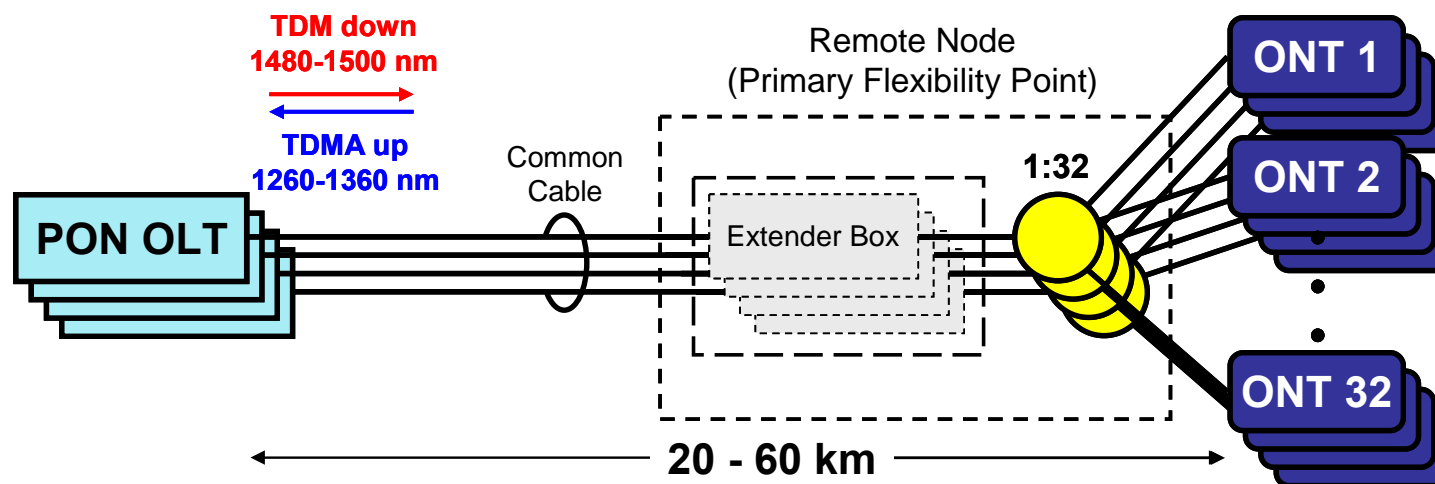 TDM down
1480-1500 nm
TDMA up
1260-1360 nm
Remote Node
(Primary Flexibility Point)
Common
Cable
1:32
PON OLT
Extender Box
ONT 1
ONT 2
ONT 32
20 - 60 km